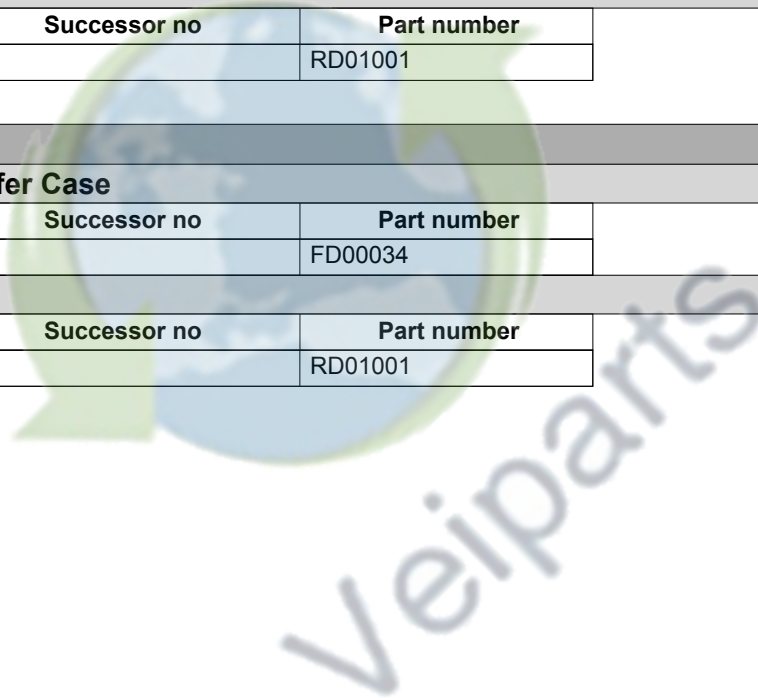 Successor no Part number
RD01001
fer Case
Successor no Part number
FD00034
Successor no Part number
RD01001
Veiparts